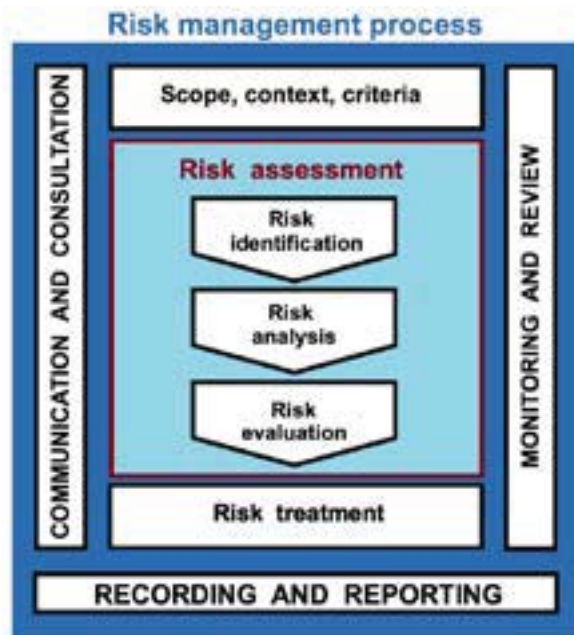 Risk management process
COMMUNICATION AND CONSULTATION
Scope, context, criteria
Risk assessment
Risk
identification
Risk
analysis
Risk
evaluation
Risk treatment
MONITORING AND REVIEW
RECORDING AND REPORTING